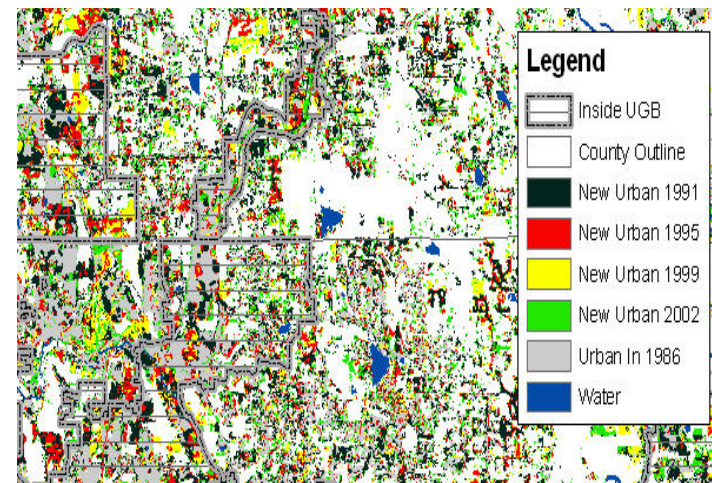 Legend
Inside UGB
County Outline
New Urban 1991
New Urban 1995
New Urban 1999
New Urban 2002
Urban In 1986
Water